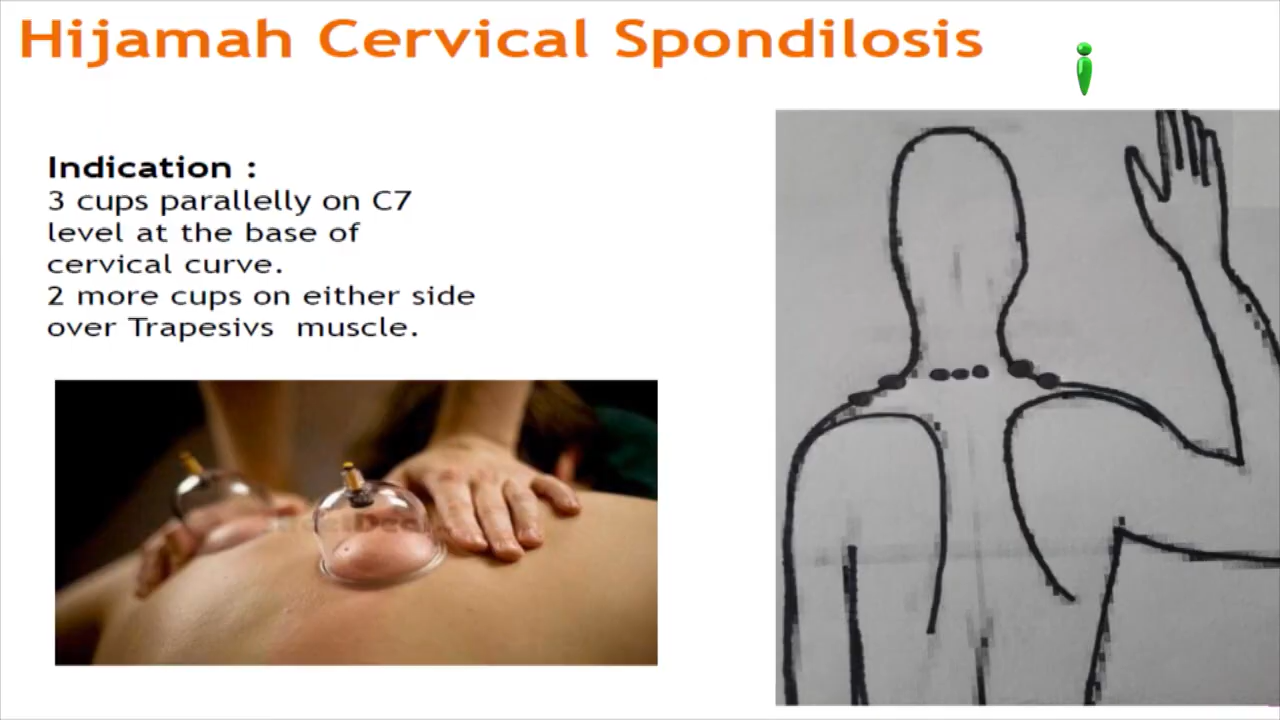 Hijamah Cervical Spondilosis
Indication :
3 cups parallelly on C7
level at the base of
cervical curve.
2 more cups on either side
over Trapesivs muscle.